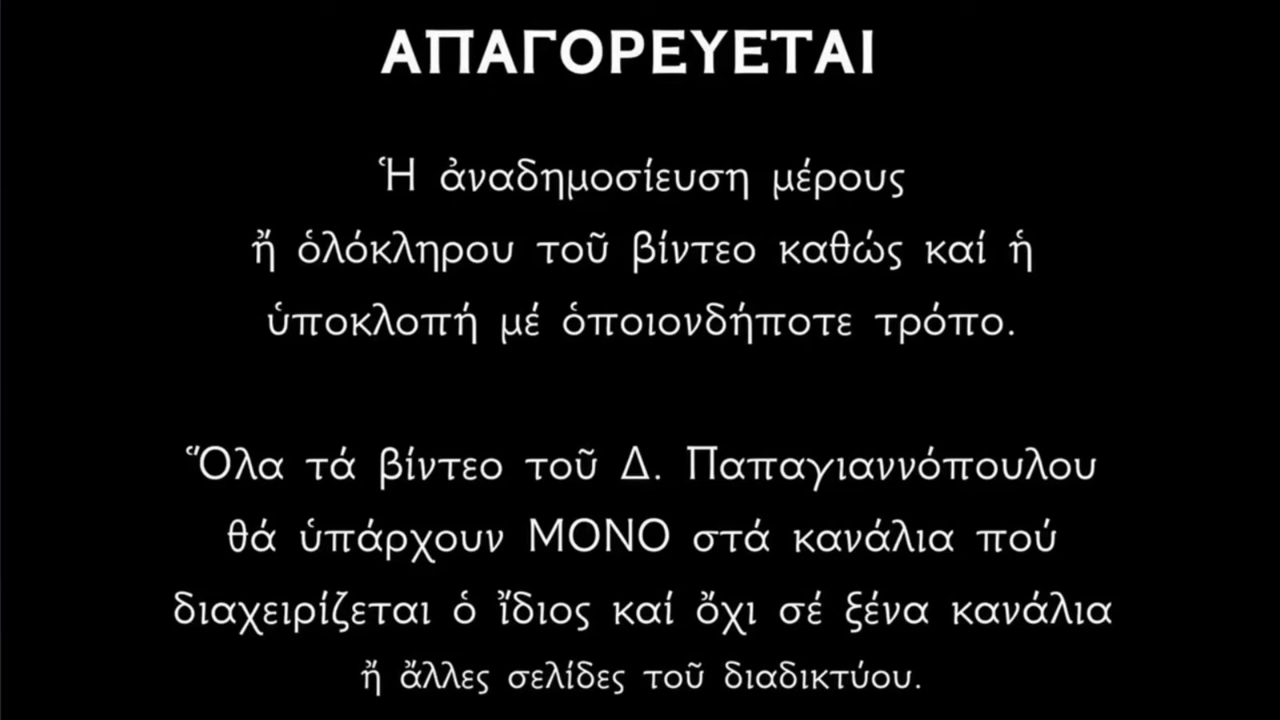 ΑΠΑΓΟΡΕΥΕΤΑΙ
Ἡ ἀναδημοσίευση μέρους
ἤ ὁλόκληρου τοῦ βίντεο καθώς καί ἡ
ὑποκλοπή μέ ὁποιονδήποτε τρόπο.
Ὅλα τά βίντεο τοῦ Δ. Παπαγιαννόπουλου
θά ὑπάρχουν ΜΟΝΟ στά κανάλια πού
διαχειρίζεται ὁ ἴδιος καί ὄχι σέ ξένα κανάλια
ἤ ἄλλες σελίδες τοῦ διαδικτύου.